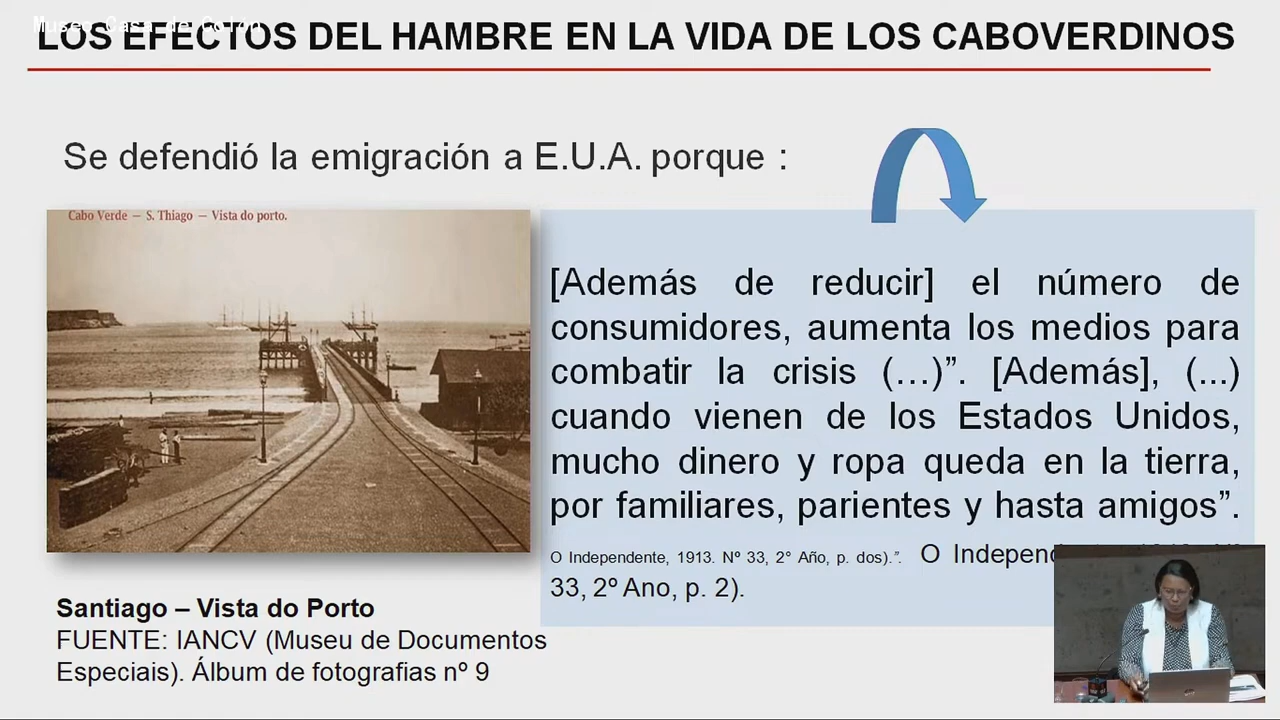 Museo Casa de Colón
LOS EFECTOS DEL HAMBRE EN LA VIDA DE LOS CABOVERDINOS
Se defendió la emigración a E.U.A. porque :
Cabo Verde — S. Thiago — Vista do porto.
[Además de reducir] el número de
consumidores, aumenta los medios para
combatir la crisis (…)”. [Además], (...)
cuando vienen de los Estados Unidos,
mucho dinero y ropa queda en la tierra,
por familiares, parientes y hasta amigos”.
O Independente, 1913. Nº 33, 2° Año, p. dos).”. O
33, 2º Ano, p. 2).
Santiago – Vista do Porto
FUENTE: IANCV (Museu de Documentos
Especiais). Álbum de fotografias nº 9